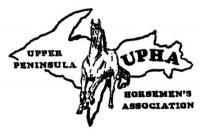 UPPER
PENINSULA
UPHA
HORSEMEN'S
ASSOCIATION